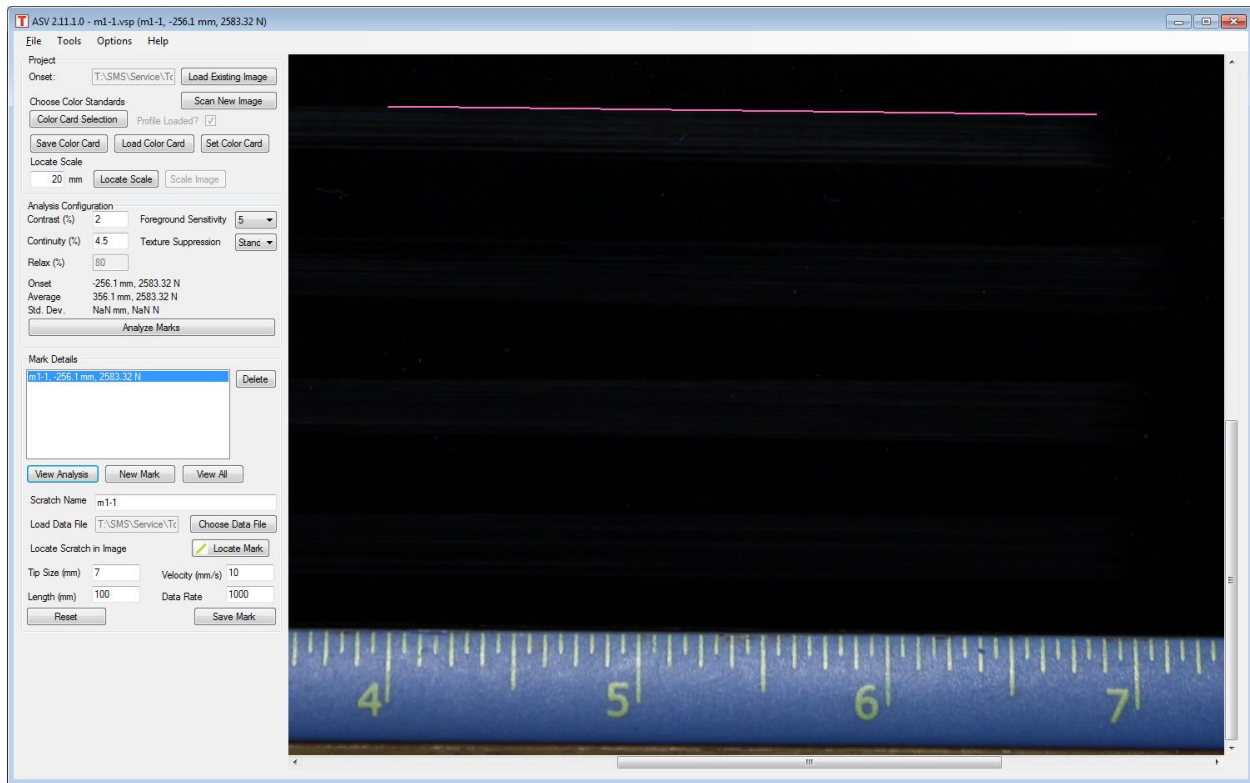 T ASV 2.11.1.0 - m1-1.vsp (m1-1, -256.1 mm, 2583.32 N)
File Tools Options Help
Project
Onset: T:\SMS\Service\Tc Load Existing Image
Choose Color Standards Scan New Image
Color Card Selection Profile Loaded?
Save Color Card Load Color Card Set Color Card
Locate Scale
20 mm Locate Scale Scale Image
Analysis Configuration
Contrast (%) 2 Foreground Sensitivity 5
Continuity (%) 4.5 Texture Suppression Stanc
Relax (%) 80
Onset -256.1 mm, 2583.32 N
Average 356.1 mm, 2583.32 N
Std. Dev. NaN mm, NaN N
Analyze Marks
Mark Details
m1-1, -256.1 mm, 2583.32 N Delete
View Analysis New Mark View All
Scratch Name m1-1
Load Data File T:\SMS\Service\Tc Choose Data File
Locate Scratch in Image Locate Mark
Tip Size (mm) 7 Velocity (mm/s) 10
Length (mm) 100 Data Rate 1000
Reset Save Mark
4 5 6 7